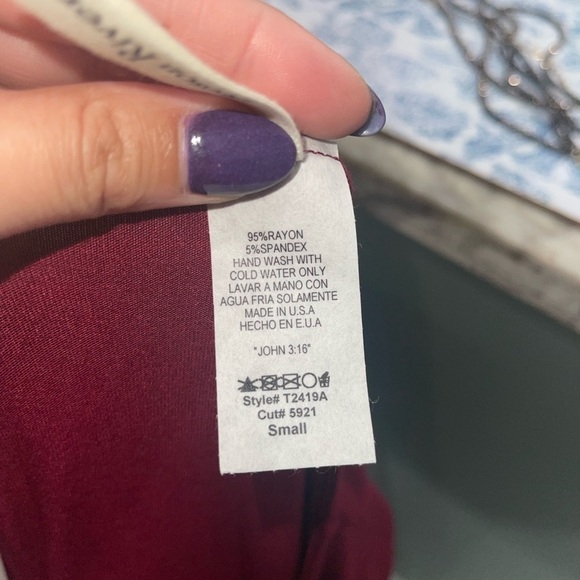 River
95%RAYON
5%SPANDEX
HAND WASH WITH
COLD WATER ONLY
LAVAR A MANO CON
AGUA FRIA SOLAMENTE
MADE IN U.S.A
HECHO EN E.U.A
"JOHN 3:16"
Style# T2419A
Cut# 5921
Small